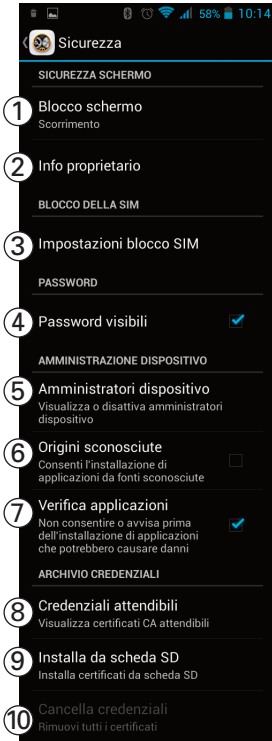 58% 10:14
Sicurezza
SICUREZZA SCHERMO
1 Blocco schermo
Scorrimento
2 Info proprietario
BLOCCO DELLA SIM
3 Impostazioni blocco SIM
PASSWORD
4 Password visibili
AMMINISTRAZIONE DISPOSITIVO
5 Amministratori dispositivo
Visualizza o disattiva amministratori
dispositivo
6 Origini sconosciute
Consenti l'installazione di
applicazioni da fonti sconosciute
7 Verifica applicazioni
Non consentire o avvisa prima
dell'installazione di applicazioni
che potrebbero causare danni
ARCHIVIO CREDENZIALI
8 Credenziali attendibili
Visualizza certificati CA attendibili
9 Installa da scheda SD
Installa certificati da scheda SD
10 Cancella credenziali
Rimuovi tutti i certificati